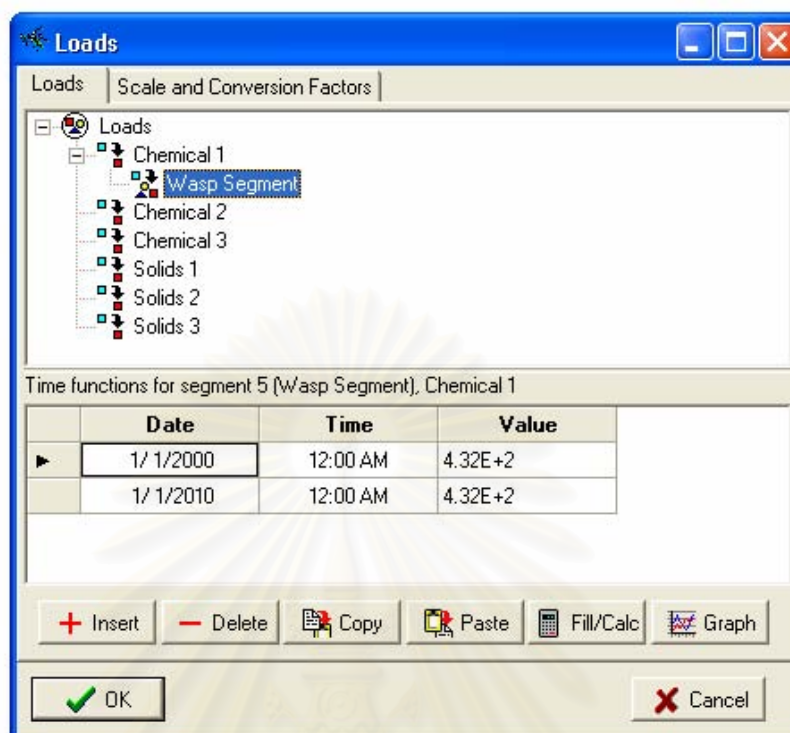 Loads
Loads Scale and Conversion Factors
Loads
Chemical 1
Wasp Segment
Chemical 2
Chemical 3
Solids 1
Solids 2
Solids 3
Time functions for segment 5 (Wasp Segment), Chemical 1
Date Time Value
1/ 1/2000 12:00 AM 4.32E+2
1/ 1/2010 12:00 AM 4.32E+2
Insert Delete Copy Paste Fill/Calc Graph
OK Cancel